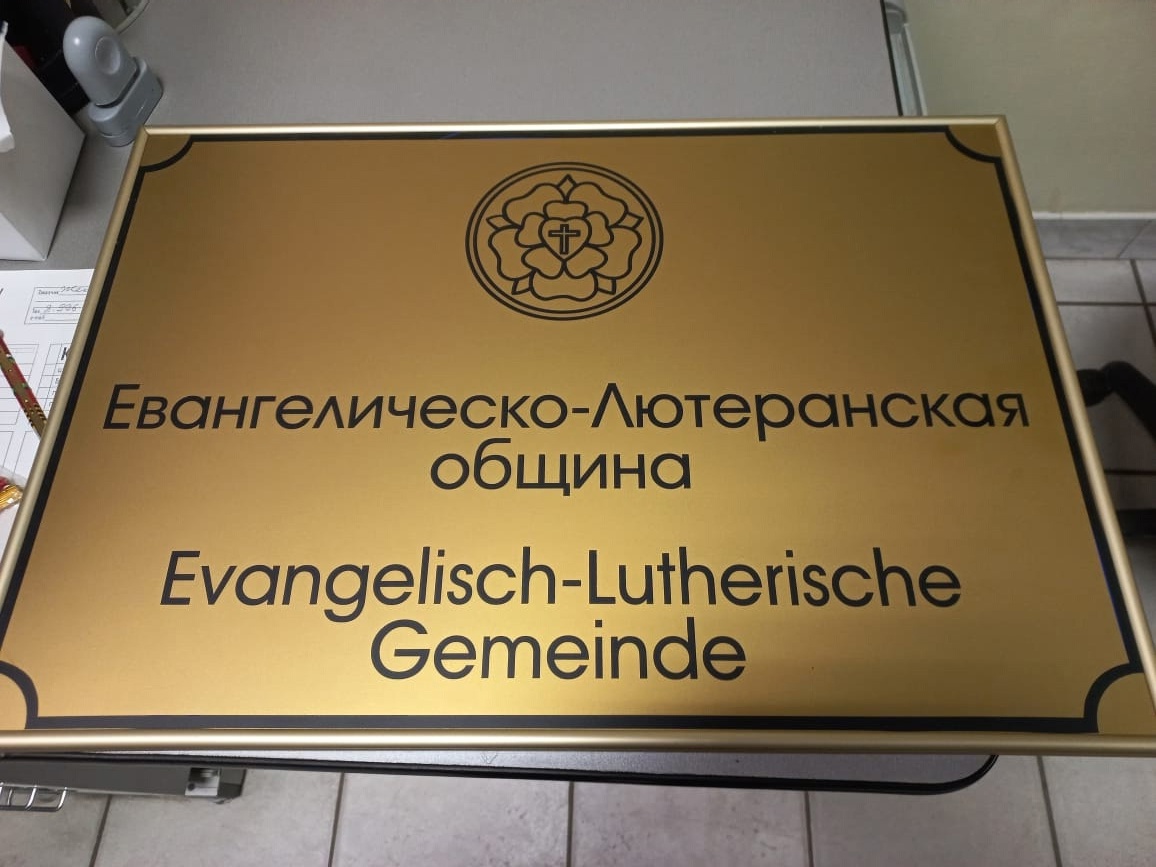 Евангелическо-Лютеранская
община
Evangelisch-Lutherische
Gemeinde